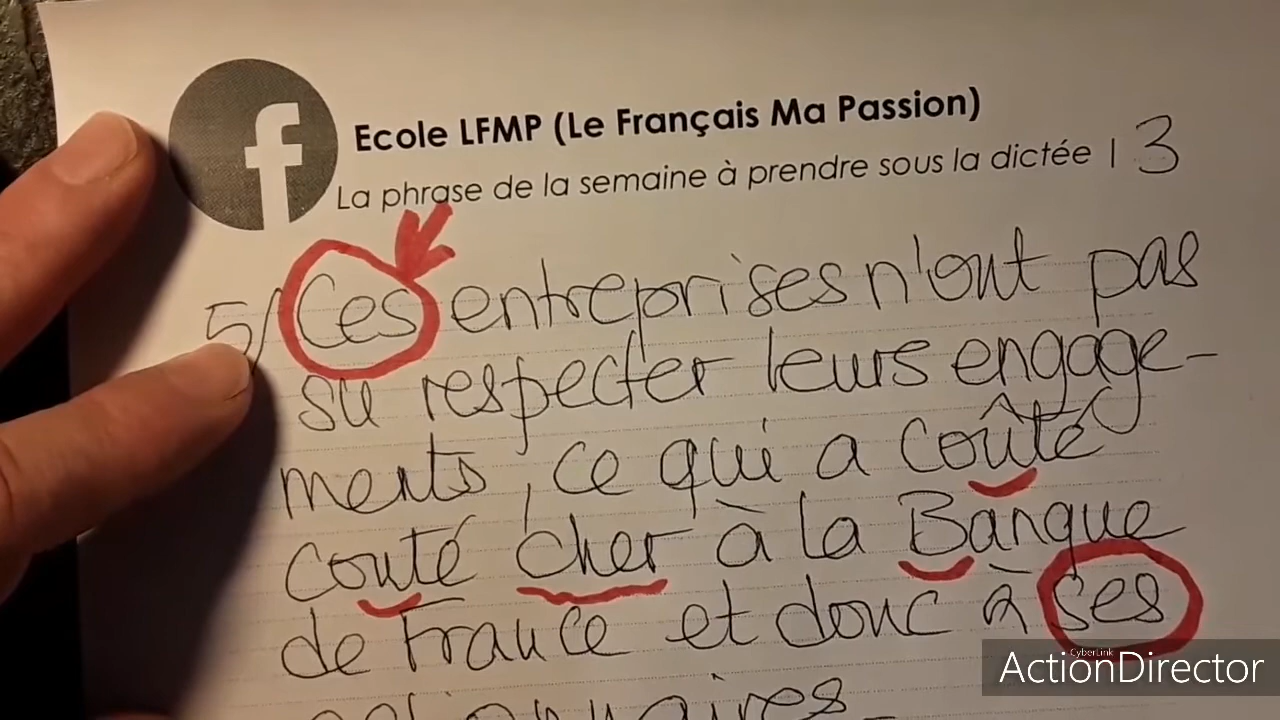 f
Ecole LFMP (Le Français Ma Passion)
La phrase de la semaine à prendre sous la dictée | 3
5/ Ces entreprises n'ont pas
su respecter leurs engage-
ments, ce qui a coûté
couté cher à la Banque
de France et donc à ses
CyberLink
ActionDirector